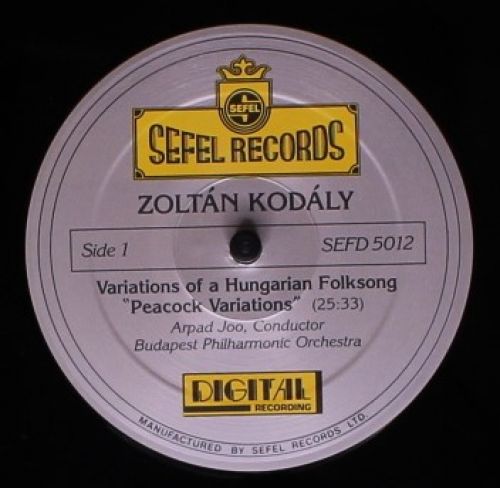 SEFEL
SEFEL RECORDS
ZOLTÁN KODÁLY
Side 1 SEFD 5012
Variations of a Hungarian Folksong
"Peacock Variations" (25:33)
Arpad Joo, Conductor
Budapest Philharmonic Orchestra
DIGITAL
RECORDING
MANUFACTURED BY SEFEL RECORDS LTD.